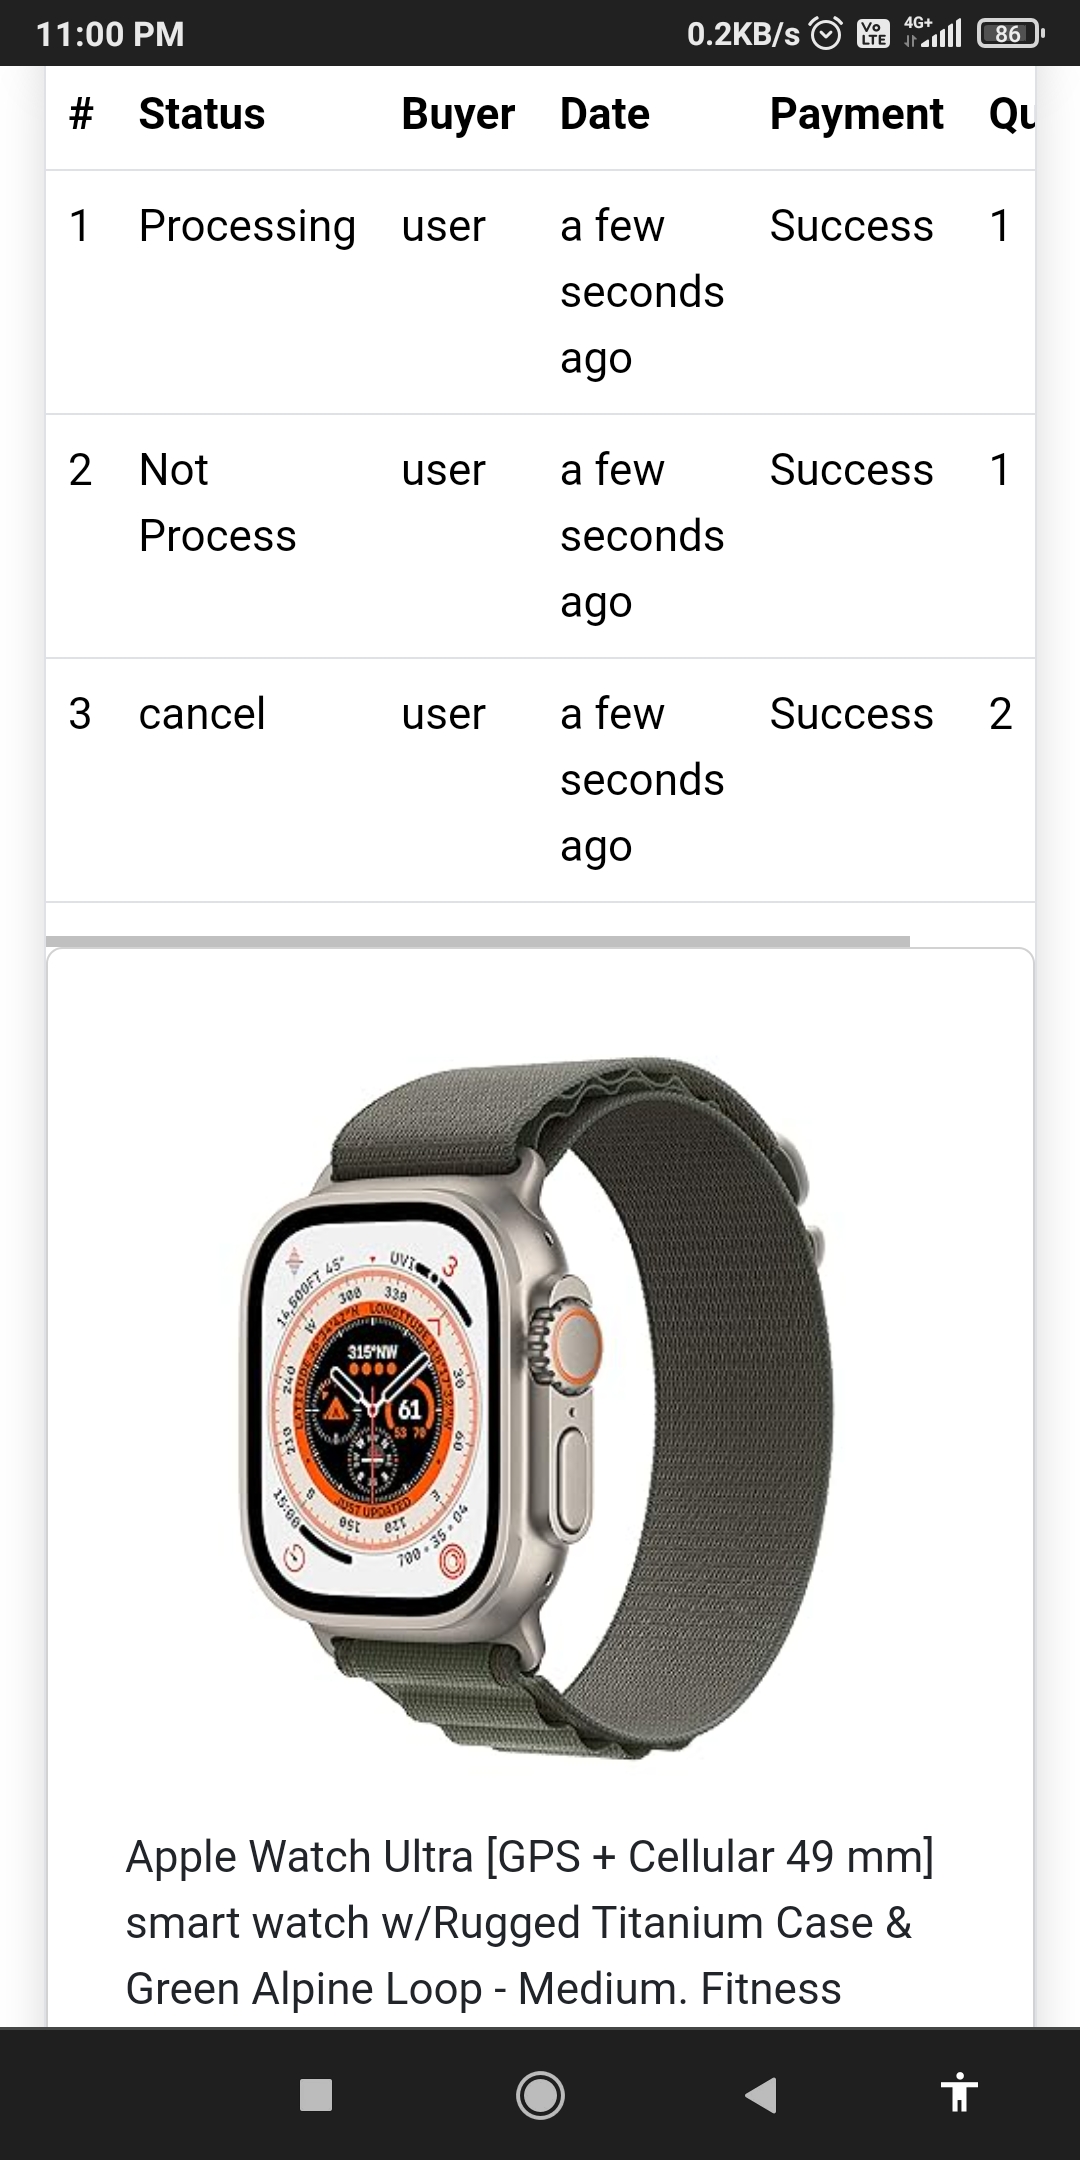 11:00 PM 0.2KB/s Vo LTE 4G+ 86
# Status Buyer Date Payment Qu
1 Processing user a few seconds ago Success 1
2 Not Process user a few seconds ago Success 1
3 cancel user a few seconds ago Success 2
16,500FT 45° UVI 3
300 330
LATITUDE LONGITUDE
W
315°NW
240 30
61
53 70
210 60
S E
JUST UPDATED
150 120
15:00 700 • 35 • 04
Apple Watch Ultra [GPS + Cellular 49 mm]
smart watch w/Rugged Titanium Case &
Green Alpine Loop - Medium. Fitness